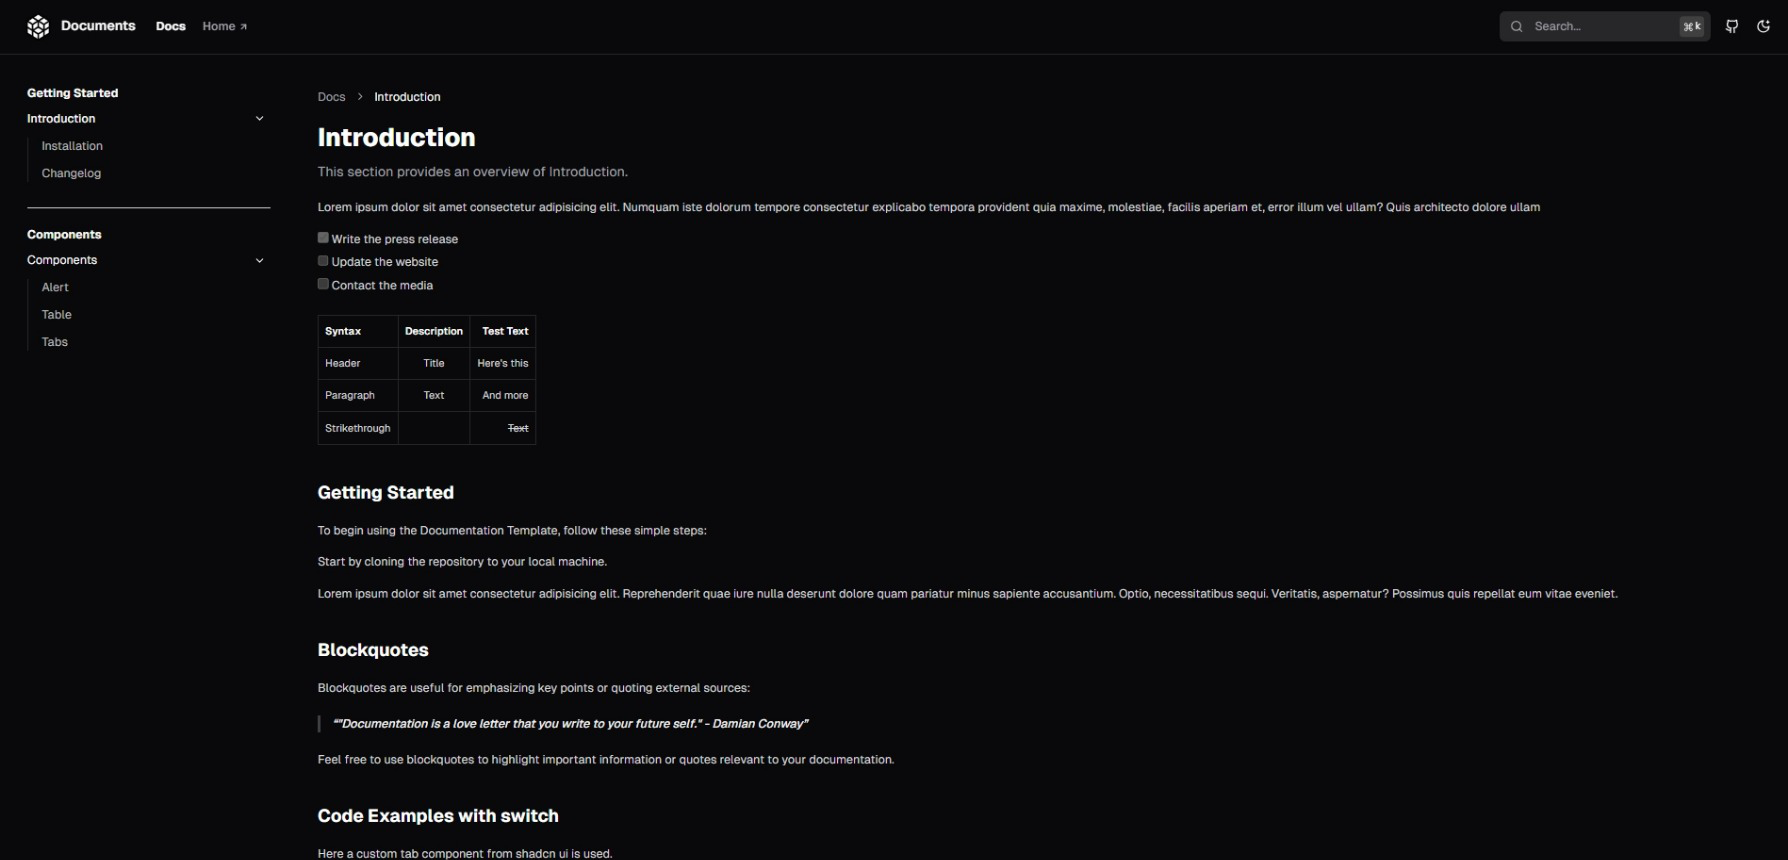 Documents Docs Home ↗ Search... ⌘k
Getting Started
Introduction
Installation
Changelog
Components
Components
Alert
Table
Tabs
Docs > Introduction
Introduction
This section provides an overview of Introduction.
Lorem ipsum dolor sit amet consectetur adipisicing elit. Numquam iste dolorum tempore consectetur explicabo tempora provident quia maxime, molestiae, facilis aperiam et, error illum vel ullam? Quis architecto dolore ullam
Write the press release
Update the website
Contact the media
Syntax Description Test Text
Header Title Here's this
Paragraph Text And more
Strikethrough Text
Getting Started
To begin using the Documentation Template, follow these simple steps:
Start by cloning the repository to your local machine.
Lorem ipsum dolor sit amet consectetur adipisicing elit. Reprehenderit quae iure nulla deserunt dolore quam pariatur minus sapiente accusantium. Optio, necessitatibus sequi. Veritatis, aspernatur? Possimus quis repellat eum vitae eveniet.
Blockquotes
Blockquotes are useful for emphasizing key points or quoting external sources:
“"Documentation is a love letter that you write to your future self." - Damian Conway”
Feel free to use blockquotes to highlight important information or quotes relevant to your documentation.
Code Examples with switch
Here a custom tab component from shadcn ui is used.